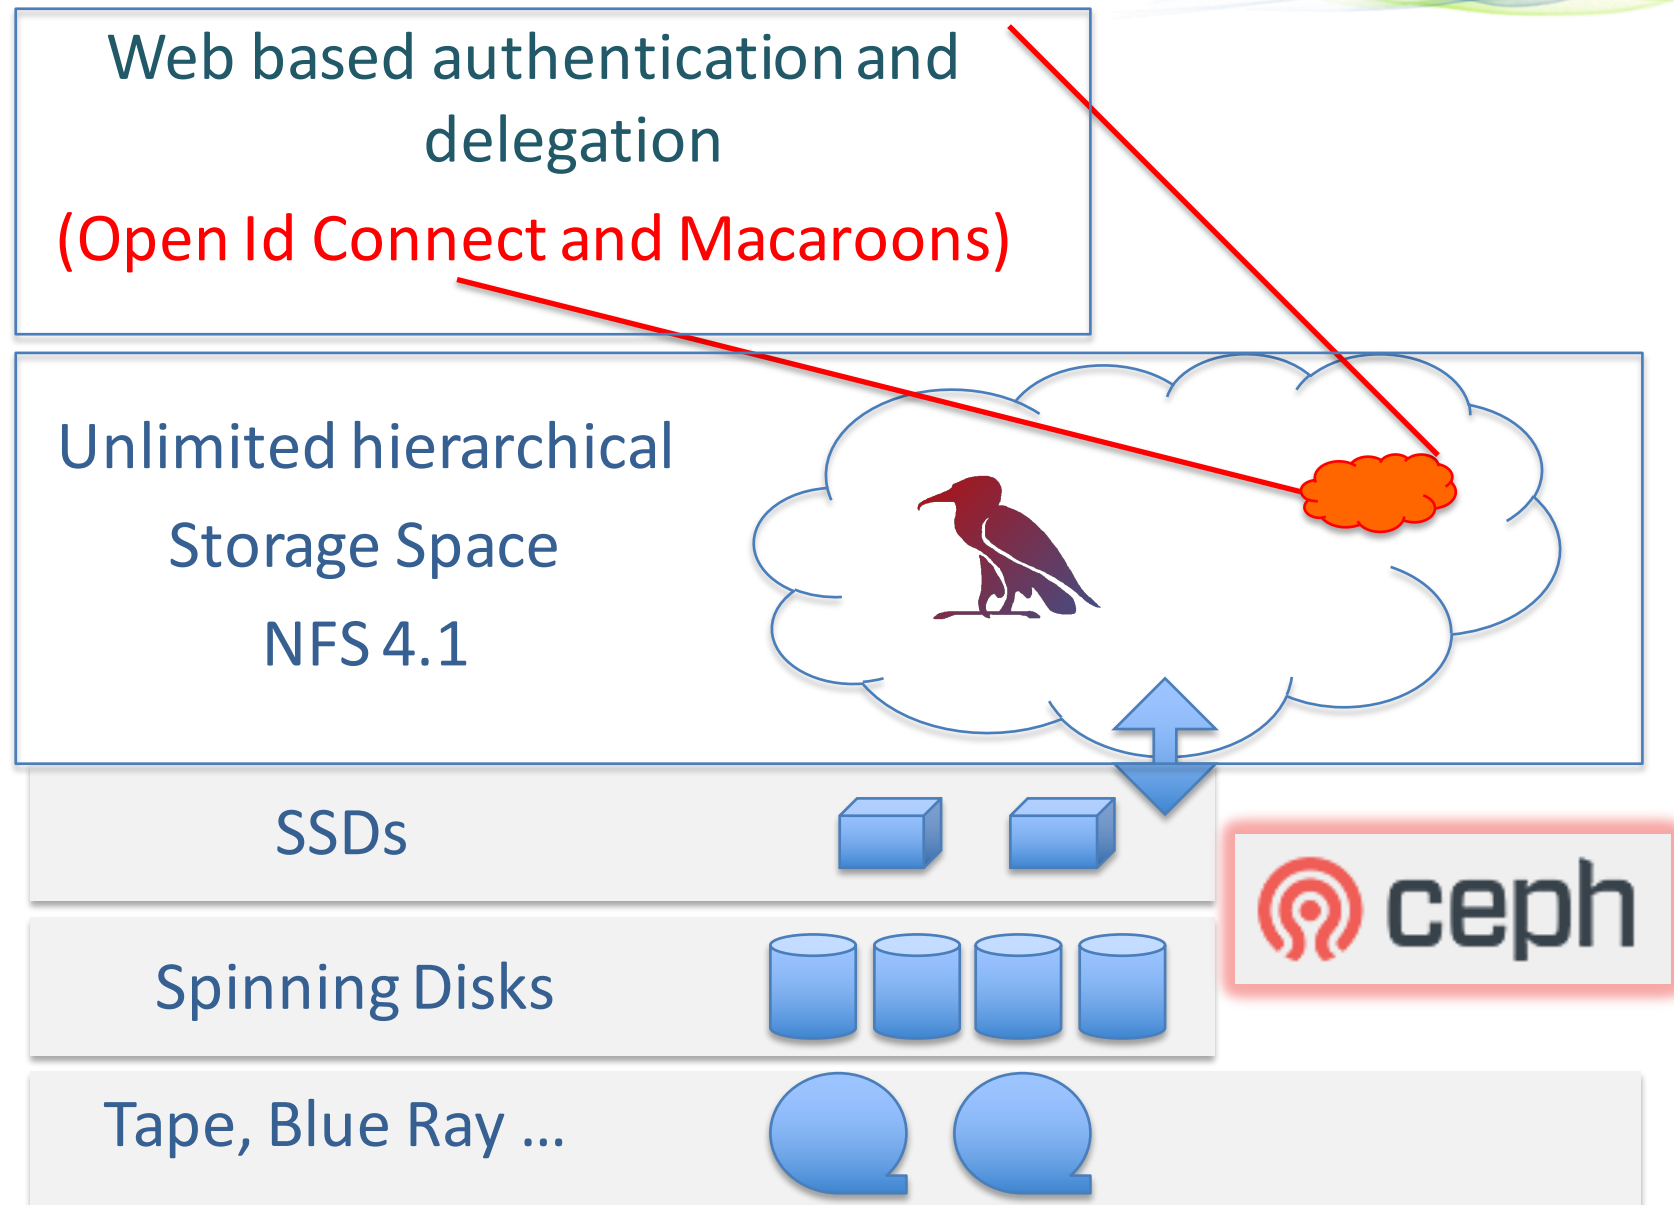 Web based authentication and
delegation
(Open Id Connect and Macaroons)
Unlimited hierarchical
Storage Space
NFS 4.1
SSDs
ceph
Spinning Disks
Tape, Blue Ray ...